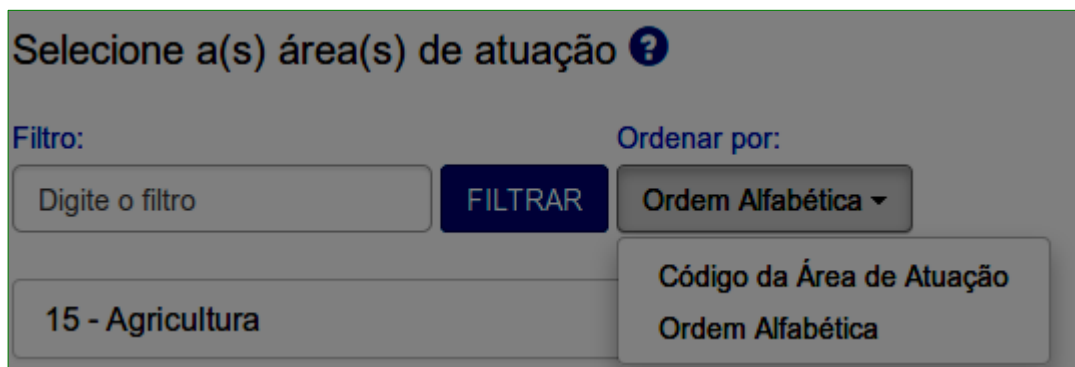 Selecione a(s) área(s) de atuação ?
Filtro:
Ordenar por:
Digite o filtro
FILTRAR
Ordem Alfabética
Código da Área de Atuação
Ordem Alfabética
15 - Agricultura